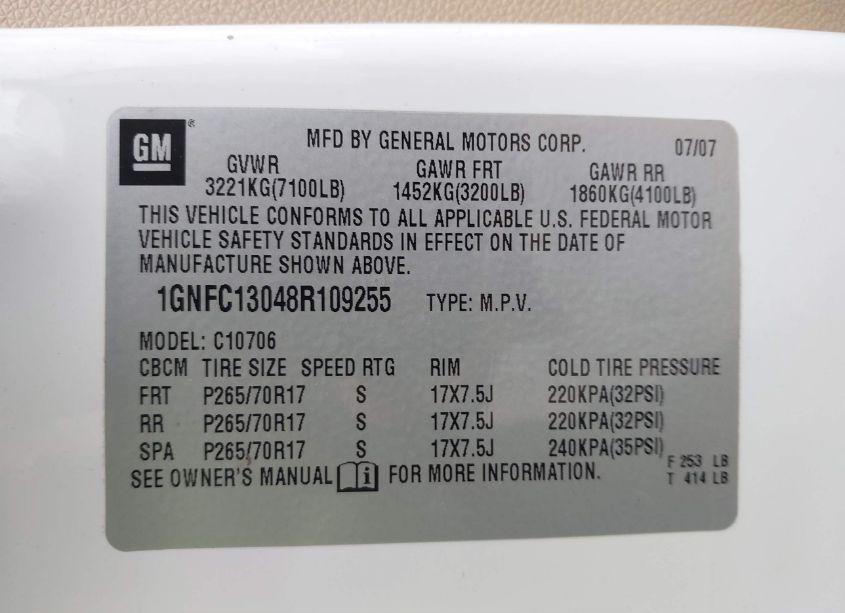 GM®
MFD BY GENERAL MOTORS CORP. 07/07
GVWR GAWR FRT GAWR RR
3221KG(7100LB) 1452KG(3200LB) 1860KG(4100LB)
THIS VEHICLE CONFORMS TO ALL APPLICABLE U.S. FEDERAL MOTOR
VEHICLE SAFETY STANDARDS IN EFFECT ON THE DATE OF
MANUFACTURE SHOWN ABOVE.
1GNFC13048R109255 TYPE: M.P.V.
MODEL: C10706
CBCM TIRE SIZE SPEED RTG RIM COLD TIRE PRESSURE
FRT P265/70R17 S 17X7.5J 220KPA(32PSI)
RR P265/70R17 S 17X7.5J 220KPA(32PSI)
SPA P265/70R17 S 17X7.5J 240KPA(35PSI)
SEE OWNER'S MANUAL i FOR MORE INFORMATION.
F 253 LB
T 414 LB